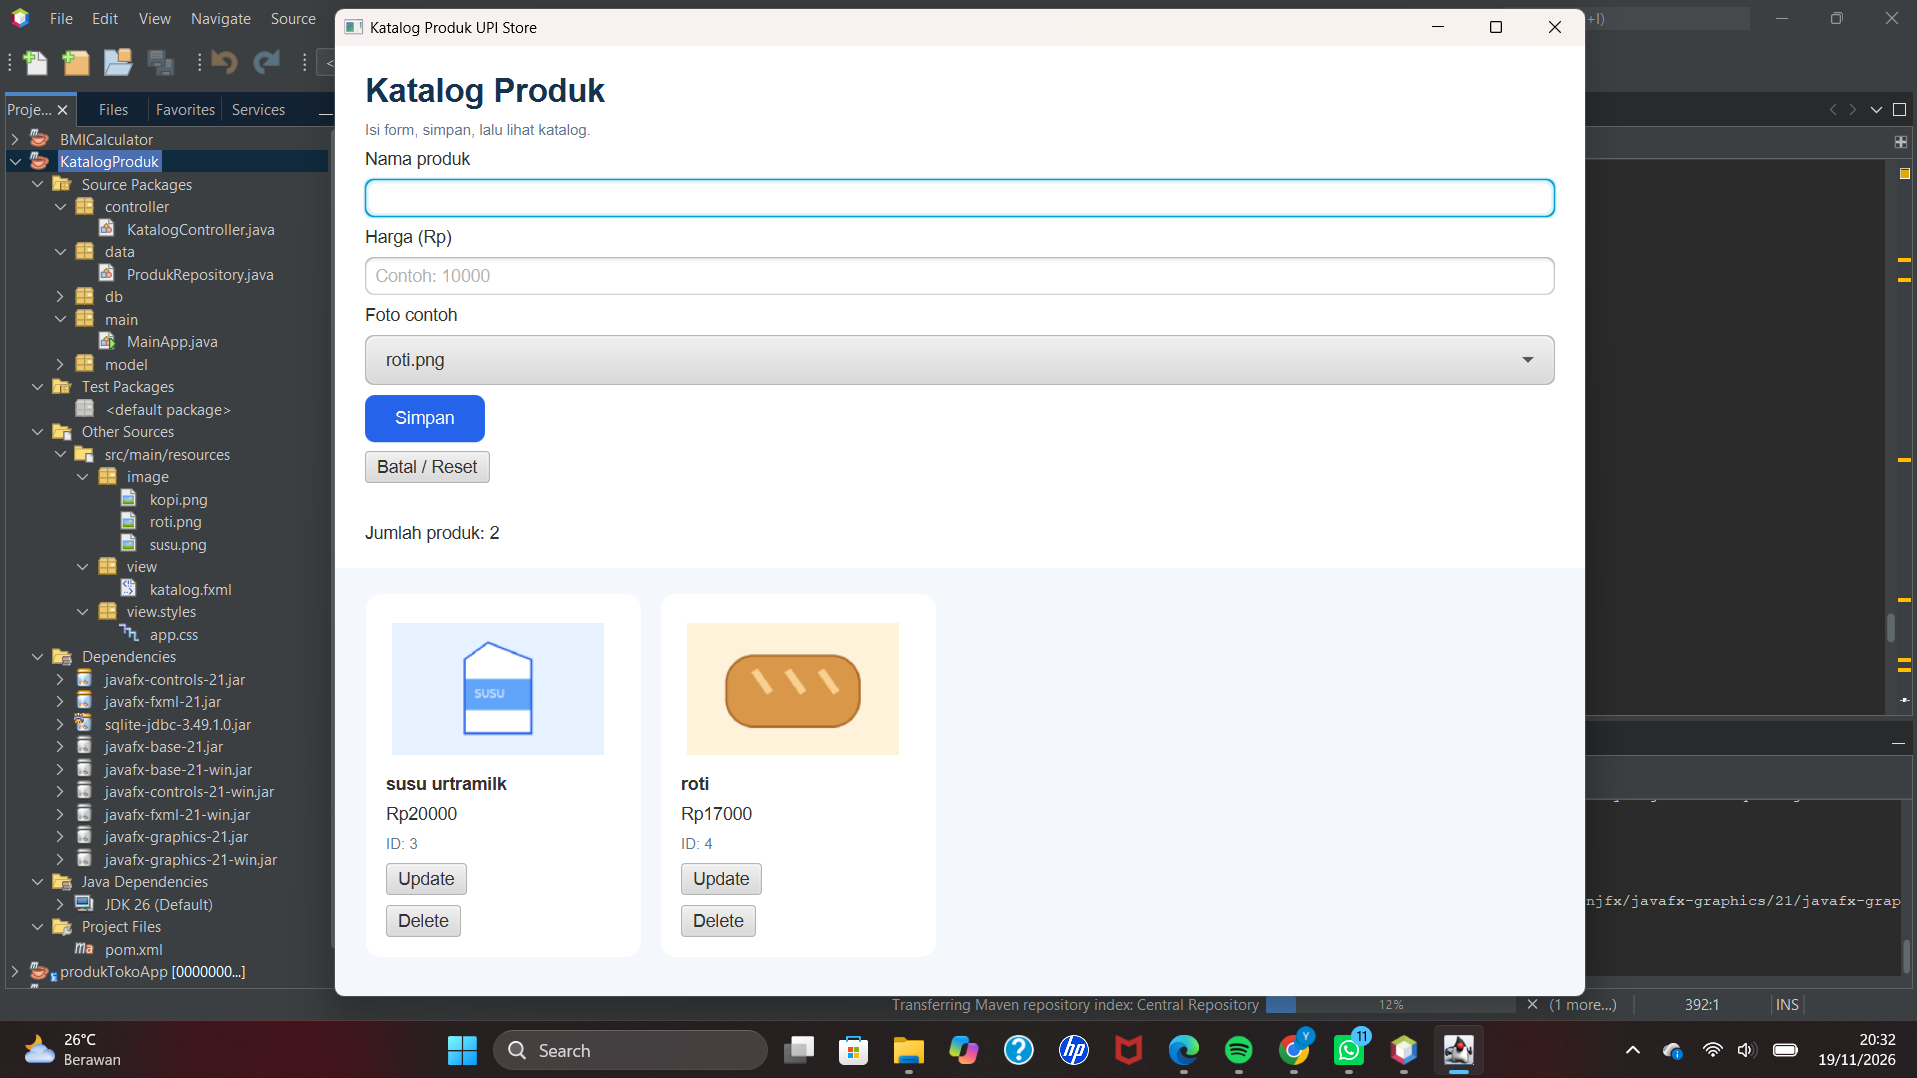 File Edit View Navigate Source
Katalog Produk UPI Store
+I)
<
Proje... Files Favorites Services
BMICalculator
KatalogProduk
Source Packages
controller
KatalogController.java
data
ProdukRepository.java
db
main
MainApp.java
model
Test Packages
<default package>
Other Sources
src/main/resources
image
kopi.png
roti.png
susu.png
view
katalog.fxml
view.styles
app.css
Dependencies
javafx-controls-21.jar
javafx-fxml-21.jar
sqlite-jdbc-3.49.1.0.jar
javafx-base-21.jar
javafx-base-21-win.jar
javafx-controls-21-win.jar
javafx-fxml-21-win.jar
javafx-graphics-21.jar
javafx-graphics-21-win.jar
Java Dependencies
JDK 26 (Default)
Project Files
pom.xml
produkTokoApp [0000000...]
Katalog Produk
Isi form, simpan, lalu lihat katalog.
Nama produk
Harga (Rp)
Contoh: 10000
Foto contoh
roti.png
Simpan
Batal / Reset
Jumlah produk: 2
SUSU
susu urtramilk
Rp20000
ID: 3
Update
Delete
roti
Rp17000
ID: 4
Update
Delete
njfx/javafx-graphics/21/javafx-grap
Transferring Maven repository index: Central Repository 12% (1 more...) 392:1 INS
26°C
Berawan
Search
hp
Y
11
20:32
19/11/2026